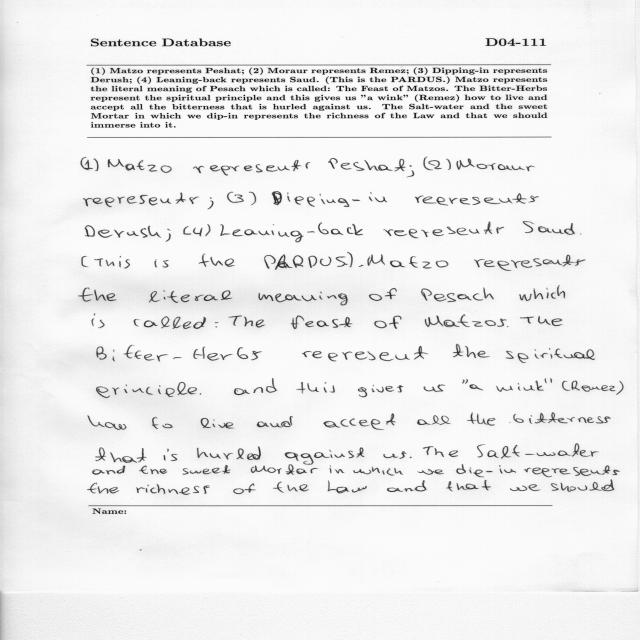 Sentence Database D04-111
(1) Matzo represents Peshat; (2) Moraur represents Remez; (3) Dipping-in represents
Derush; (4) Leaning-back represents Saud. (This is the PARDUS.) Matzo represents
the literal meaning of Pesach which is called: The Feast of Matzos. The Bitter-Herbs
represent the spiritual principle and this gives us "a wink" (Remez) how to live and
accept all the bitterness that is hurled against us. The Salt-water and the sweet
Mortar in which we dip-in represents the richness of the Law and that we should
immerse into it.
(1) Matzo represents Peshat; (2) Moraur
represents; (3) Dipping-in represents
Derush; (4) Leaning-back represents Saud.
(This is the PARDUS). Matzo represents
the literal meaning of Pesach which
is called: The feast of Matzos. The
Bitter-Herbs represent the spiritual
principle. and this gives us "a wink" (Remez)
how to live and accept all the bitterness
that is hurled against us. The Salt-water
and the sweet Mortar in which we dip-in represents
the richness of the Law and that we should
Name: